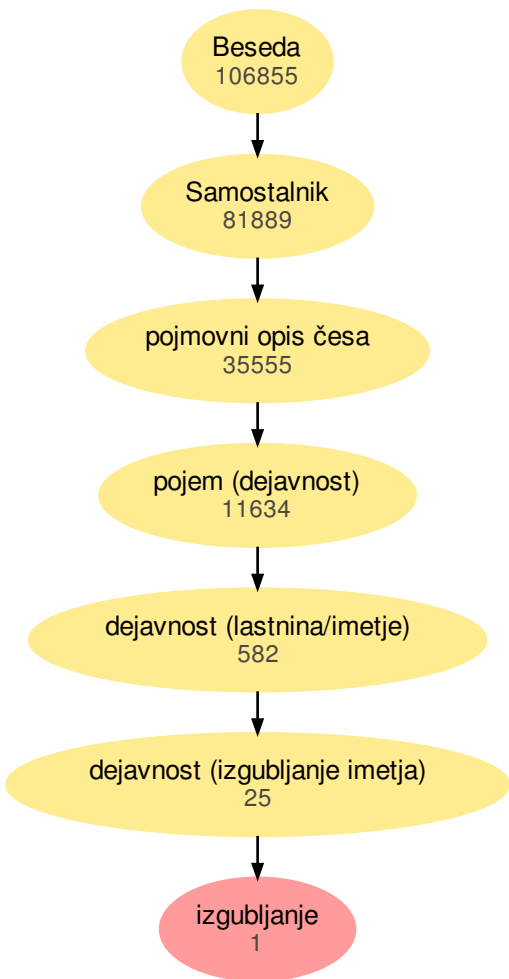 Beseda
106855
Samostalnik
81889
pojmovni opis česa
35555
pojem (dejavnost)
11634
dejavnost (lastnina/imetje)
582
dejavnost (izgubljanje imetja)
25
izgubljanje
1